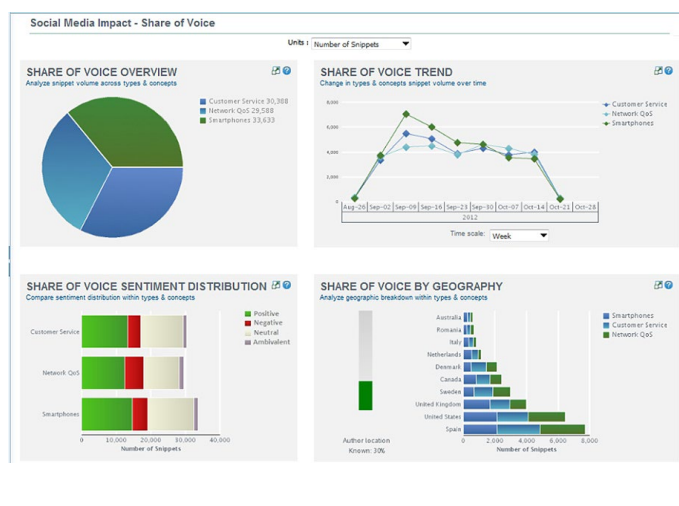 Social Media Impact - Share of Voice
Units : Number of Snippets
SHARE OF VOICE OVERVIEW
Analyze snippet volume across types & concepts
Customer Service 30,308
Network QoS 29,588
Smartphones 33,633
SHARE OF VOICE TREND
Change in types & concepts snippet volume over time
8,000
6,000
4,000
2,000
0
Aug-26 Sep-02 Sep-09 Sep-16 Sep-23 Sep-30 Oct-07 Oct-14 Oct-21 Oct-28
2012
Customer Service
Network QoS
Smartphones
Time scale: Week
SHARE OF VOICE SENTIMENT DISTRIBUTION
Compare sentiment distribution within types & concepts
Positive
Negative
Neutral
Ambivalent
Customer Service
Network QoS
Smartphones
0 10,000 20,000 30,000 40,000
Number of Snippets
SHARE OF VOICE BY GEOGRAPHY
Analyze geographic breakdown within types & concepts
Author location
Known: 30%
Australia
Romania
Italy
Netherlands
Denmark
Canada
Sweden
United Kingdom
United States
Spain
0 2,000 4,000 6,000 8,000
Number of Snippets
Smartphones
Customer Service
Network QoS